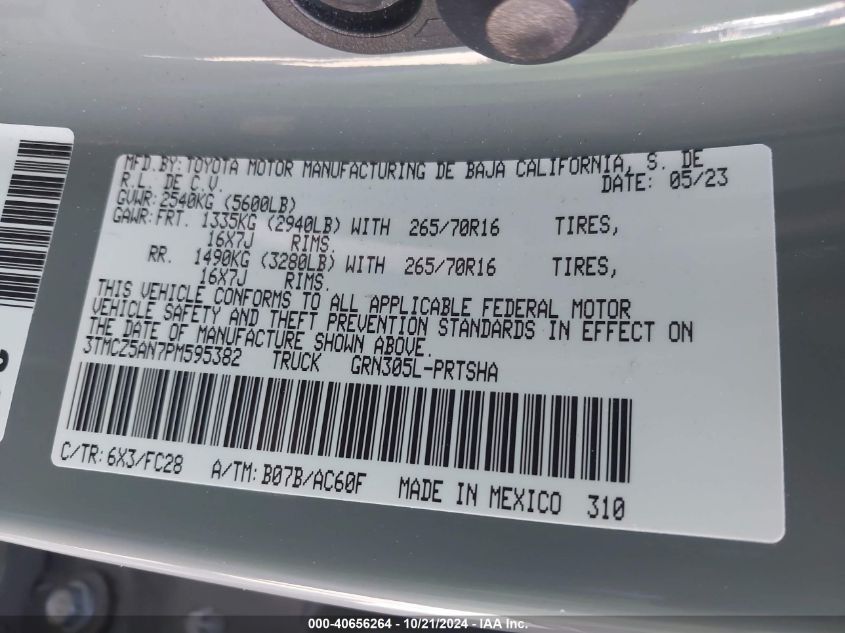 MFD.BY:TOYOTA MOTOR MANUFACTURING DE BAJA CALIFORNIA, S. DE
R.L. DE C.V. DATE: 05/23
GVWR: 2540KG (5600LB)
GAWR:FRT. 1335KG (2940LB) WITH 265/70R16 TIRES,
16X7J RIMS.
RR. 1490KG (3280LB) WITH 265/70R16 TIRES,
16X7J RIMS.
THIS VEHICLE CONFORMS TO ALL APPLICABLE FEDERAL MOTOR
VEHICLE SAFETY AND THEFT PREVENTION STANDARDS IN EFFECT ON
THE DATE OF MANUFACTURE SHOWN ABOVE.
3TMCZ5AN7PM595382 TRUCK GRN305L-PRTSHA
C/TR: 6X3/FC28 A/TM: B07B/AC60F MADE IN MEXICO 310
000-40656264 - 10/21/2024 - IAAI.COM